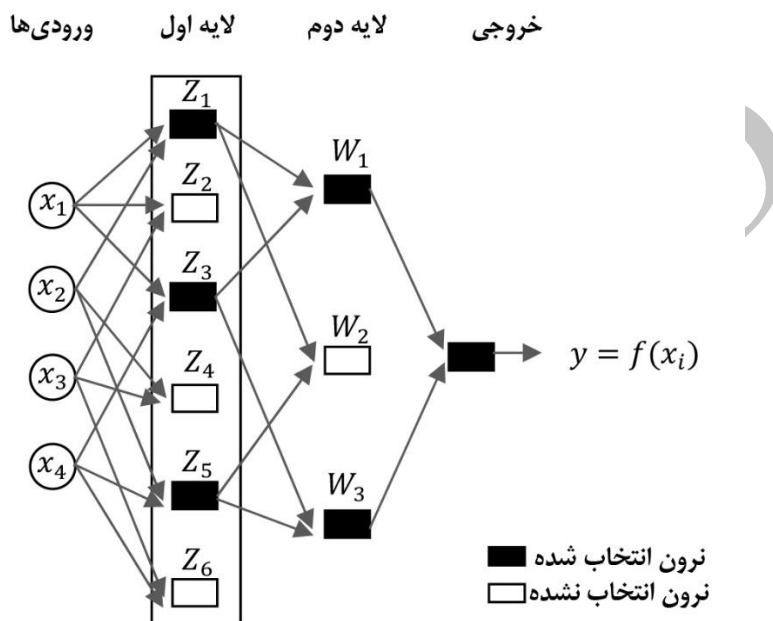 ورودی‌ها لایه اول لایه دوم خروجی
Z₁
W₁
x₁ Z₂
x₂ Z₃
W₂
y = f(xᵢ)
x₃ Z₄
x₄ Z₅
W₃
Z₆
نرون انتخاب شده
نرون انتخاب نشده